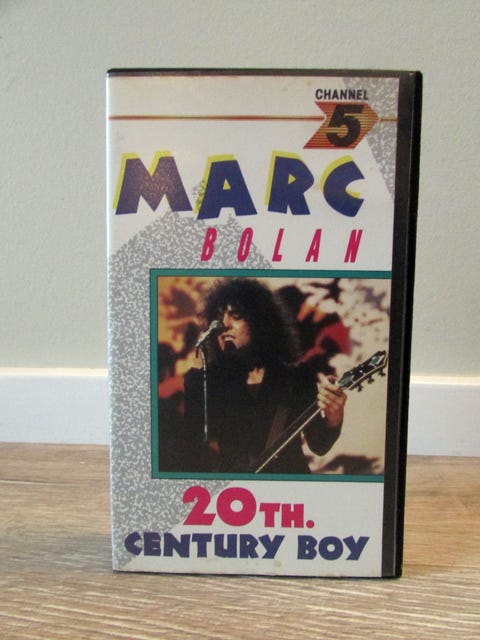 CHANNEL
5
MARC
BOLAN
20TH.
CENTURY BOY